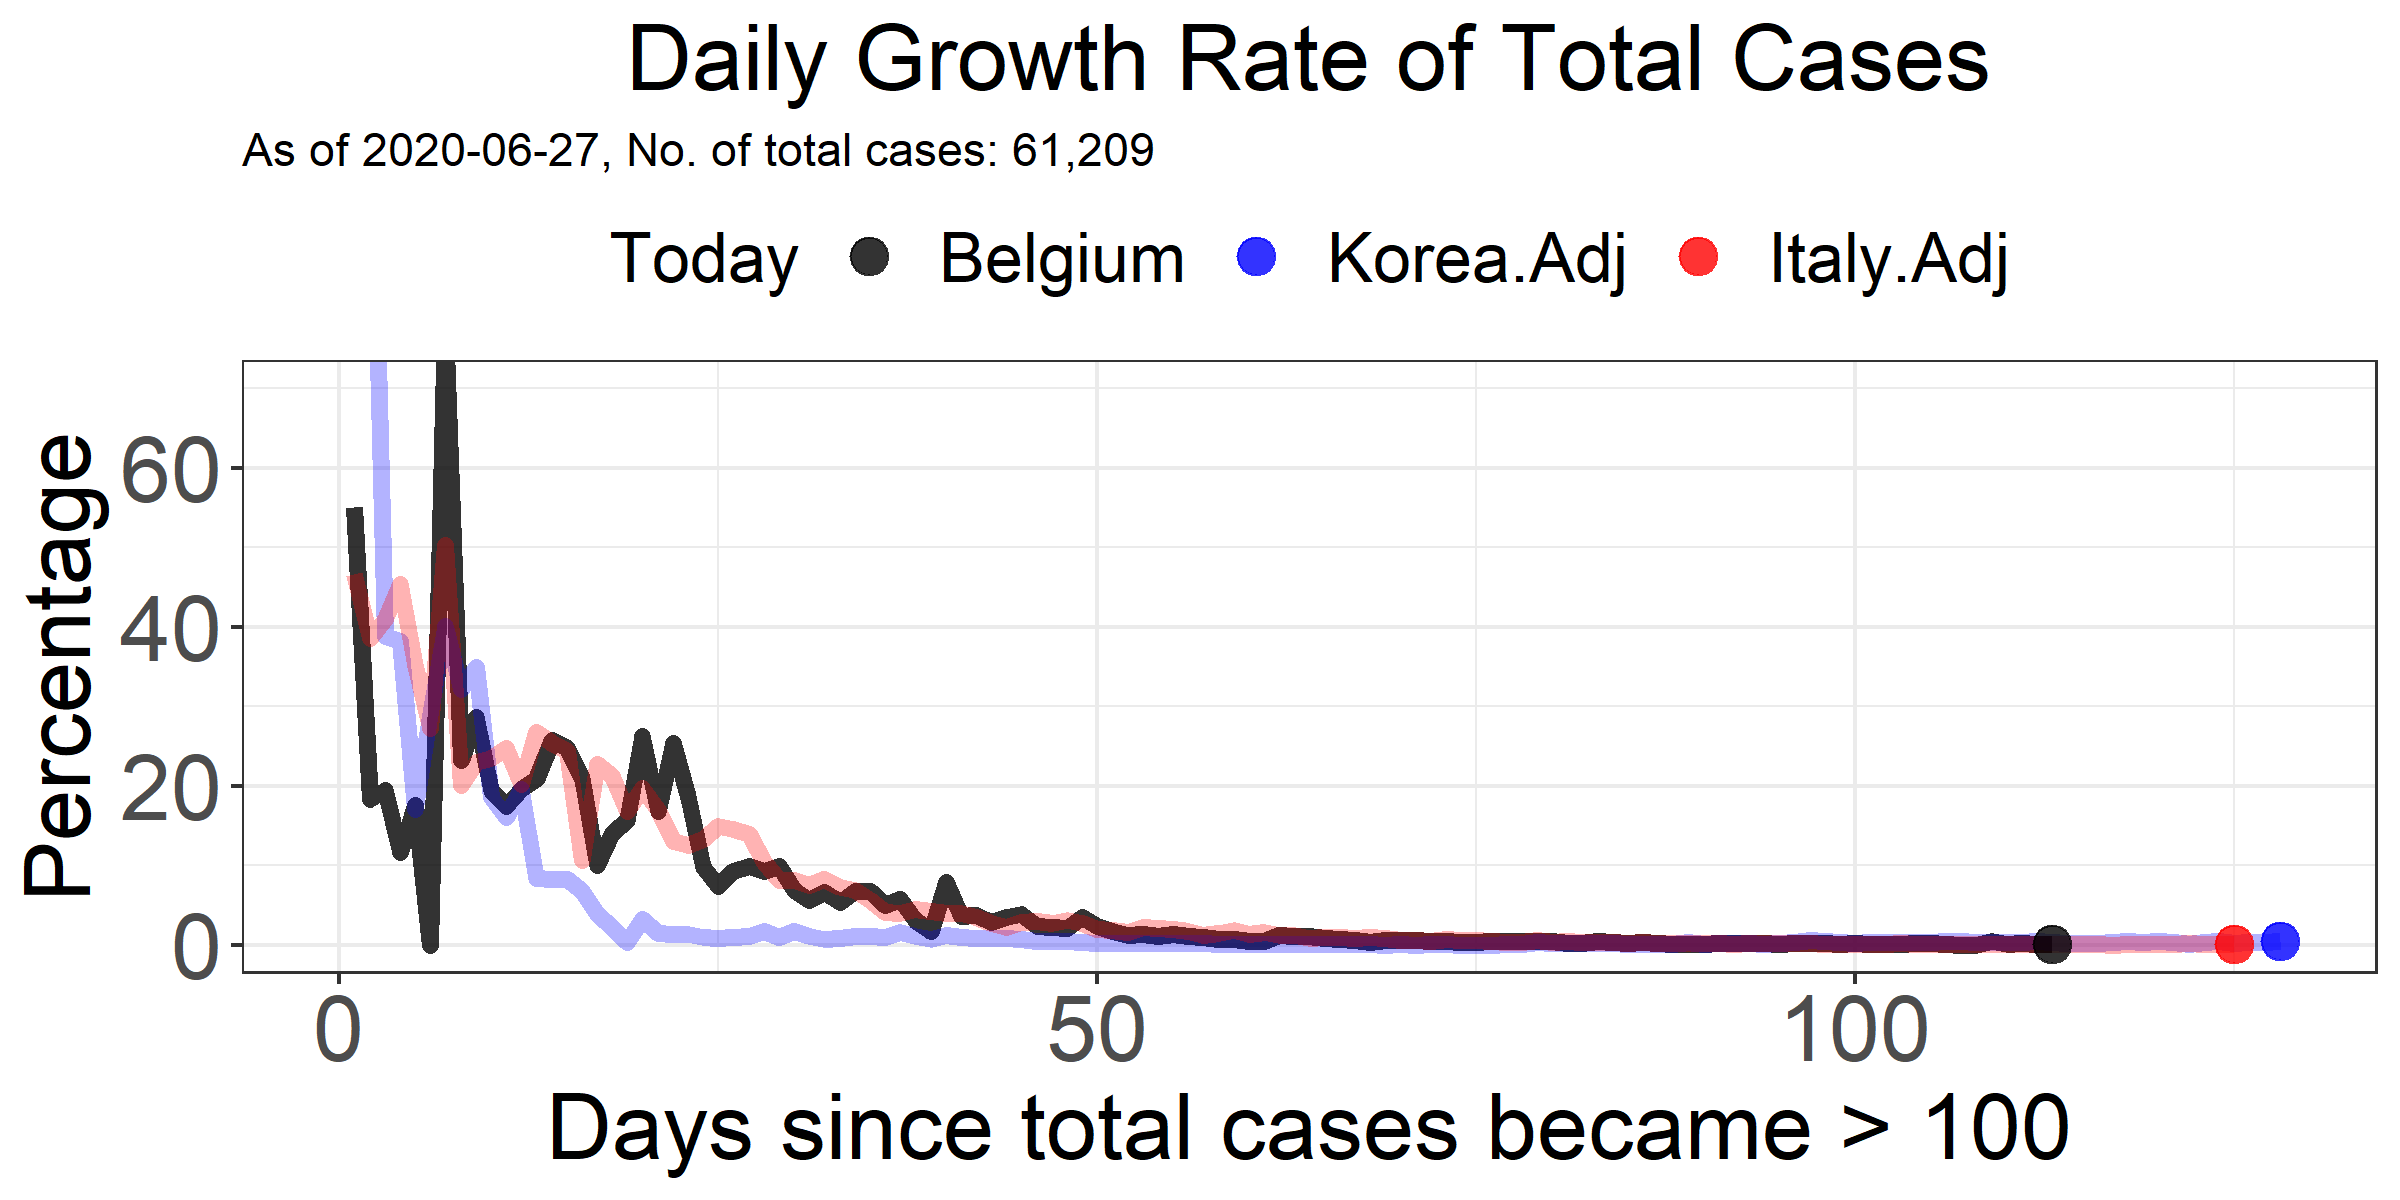 Daily Growth Rate of Total Cases
As of 2020-06-27, No. of total cases: 61,209
Today Belgium Korea.Adj Italy.Adj
Percentage
60
40
20
0
0 50 100
Days since total cases became > 100